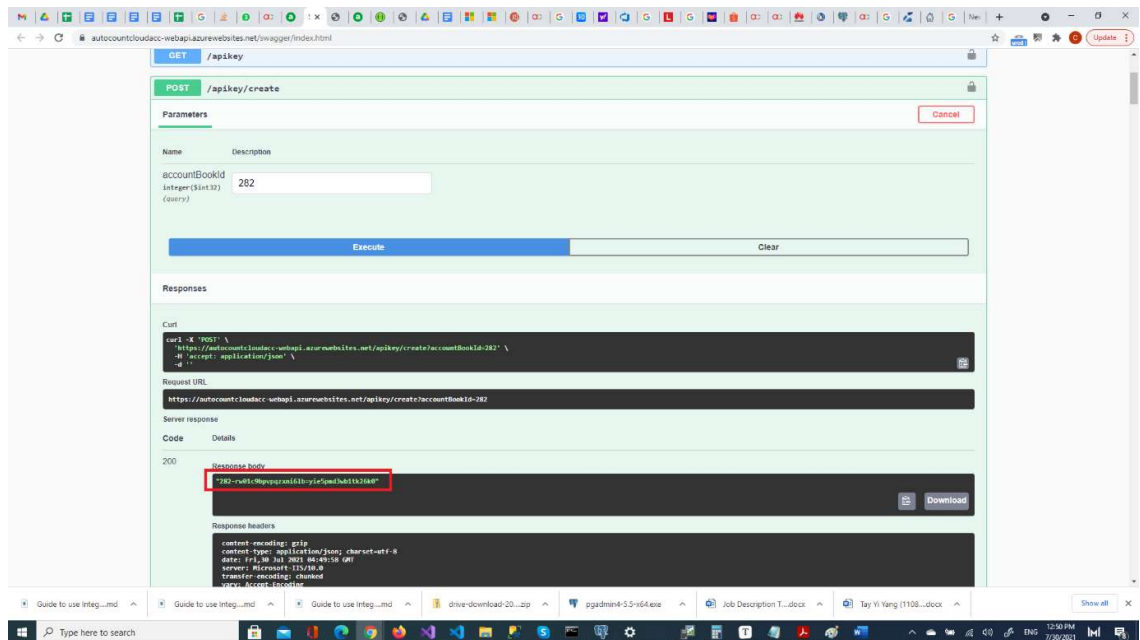 Update
autocountcloudacc-webapi.azurewebsites.net/swagger/index.html
GET /apikey
POST /apikey/create
Parameters
Cancel
Name Description
accountBookId
integer($int32)
(query)
282
Execute Clear
Responses
Curl
curl -X 'POST' \
'https://autocountcloudacc-webapi.azurewebsites.net/apikey/create?accountBookId=282' \
-H 'accept: application/json' \
-d ''
Request URL
https://autocountcloudacc-webapi.azurewebsites.net/apikey/create?accountBookId=282
Server response
Code Details
200
Response body
Download
Response headers
content-encoding: gzip
content-type: application/json; charset=utf-8
date: Fri,30 Jul 2021 04:49:58 GMT
server: Microsoft-IIS/10.0
transfer-encoding: chunked
vary: Accept-Encoding
Guide to use Integ....md Guide to use Integ....md Guide to use Integ....md drive-download-20....zip pgadmin4-5.5-x64.exe Job Description T....docx Tay Yi Yang (1108....docx Show all
Type here to search
ENG
12:50 PM
7/30/2021